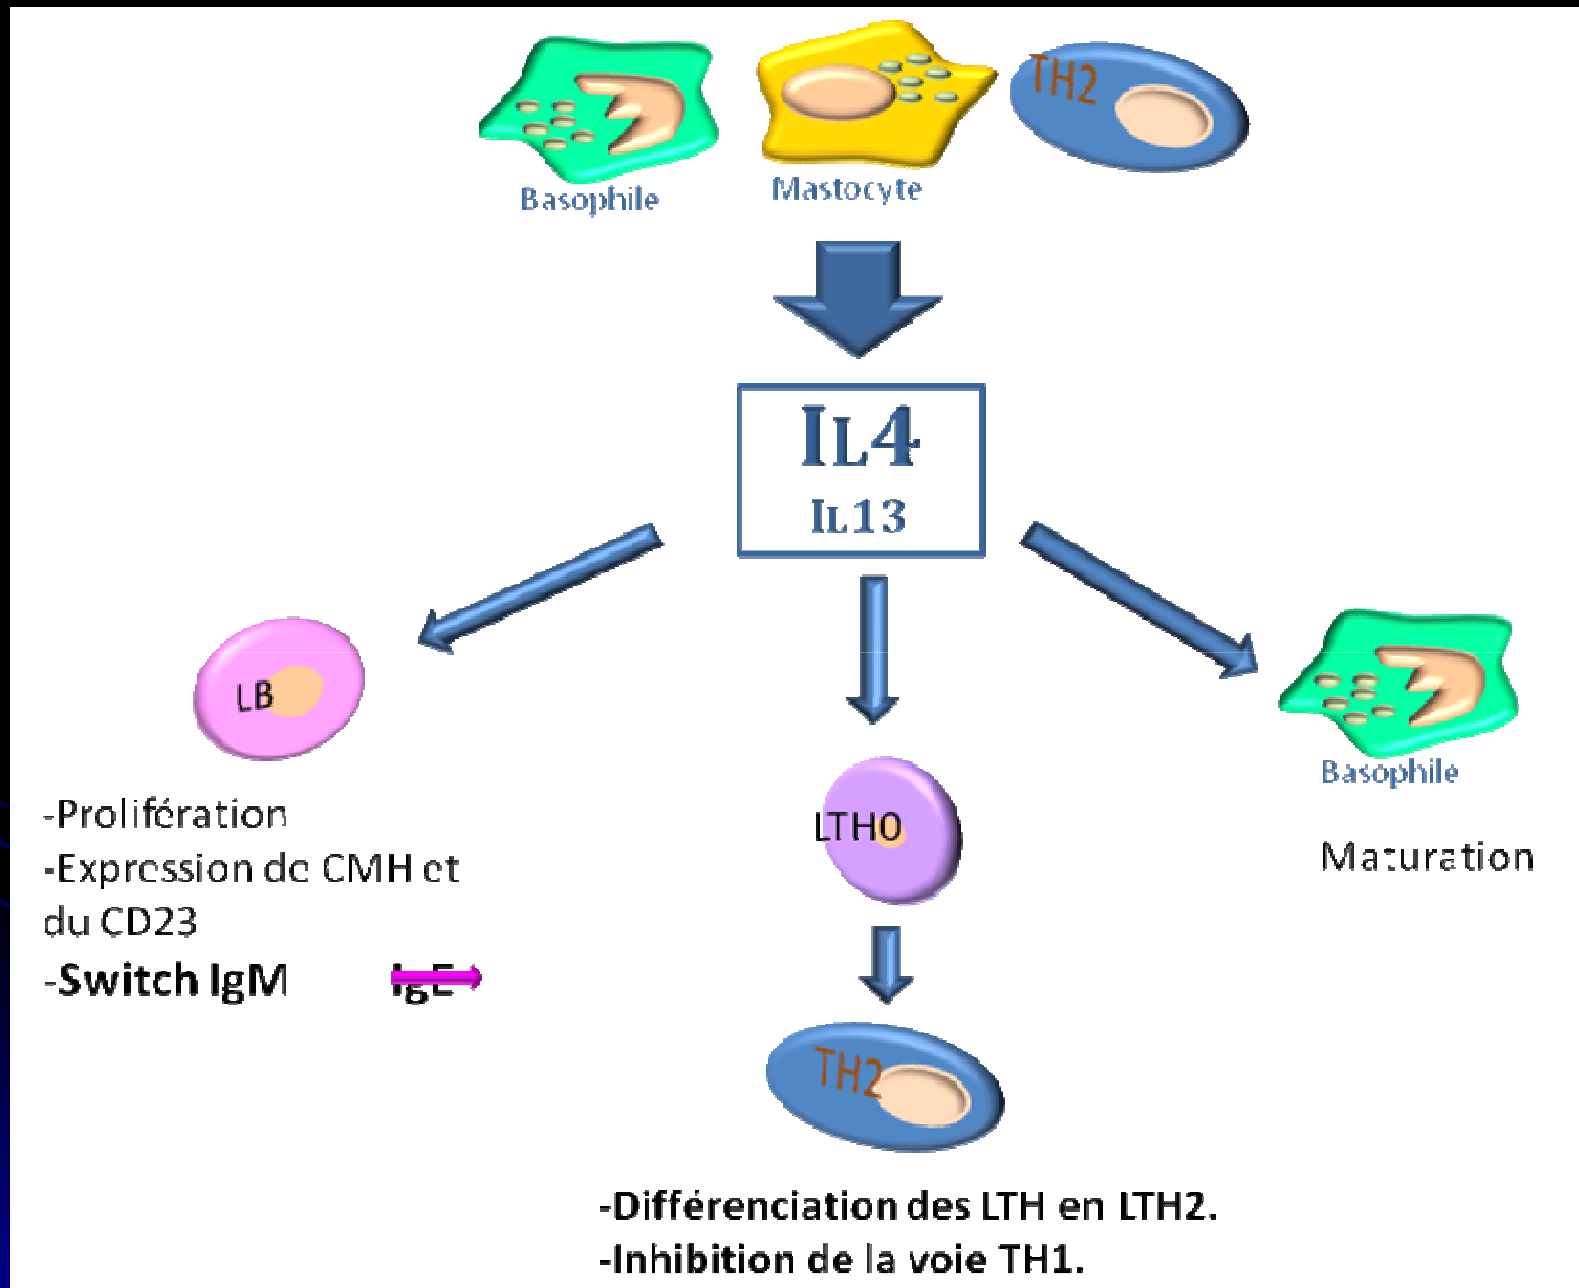 TH2
Basophile
Mastocyte
IL4
IL13
LB
-Prolifération
-Expression de CMH et
du CD23
-Switch IgM IgE
LTH0
Basophile
Maturation
TH2
-Différenciation des LTH en LTH2.
-Inhibition de la voie TH1.